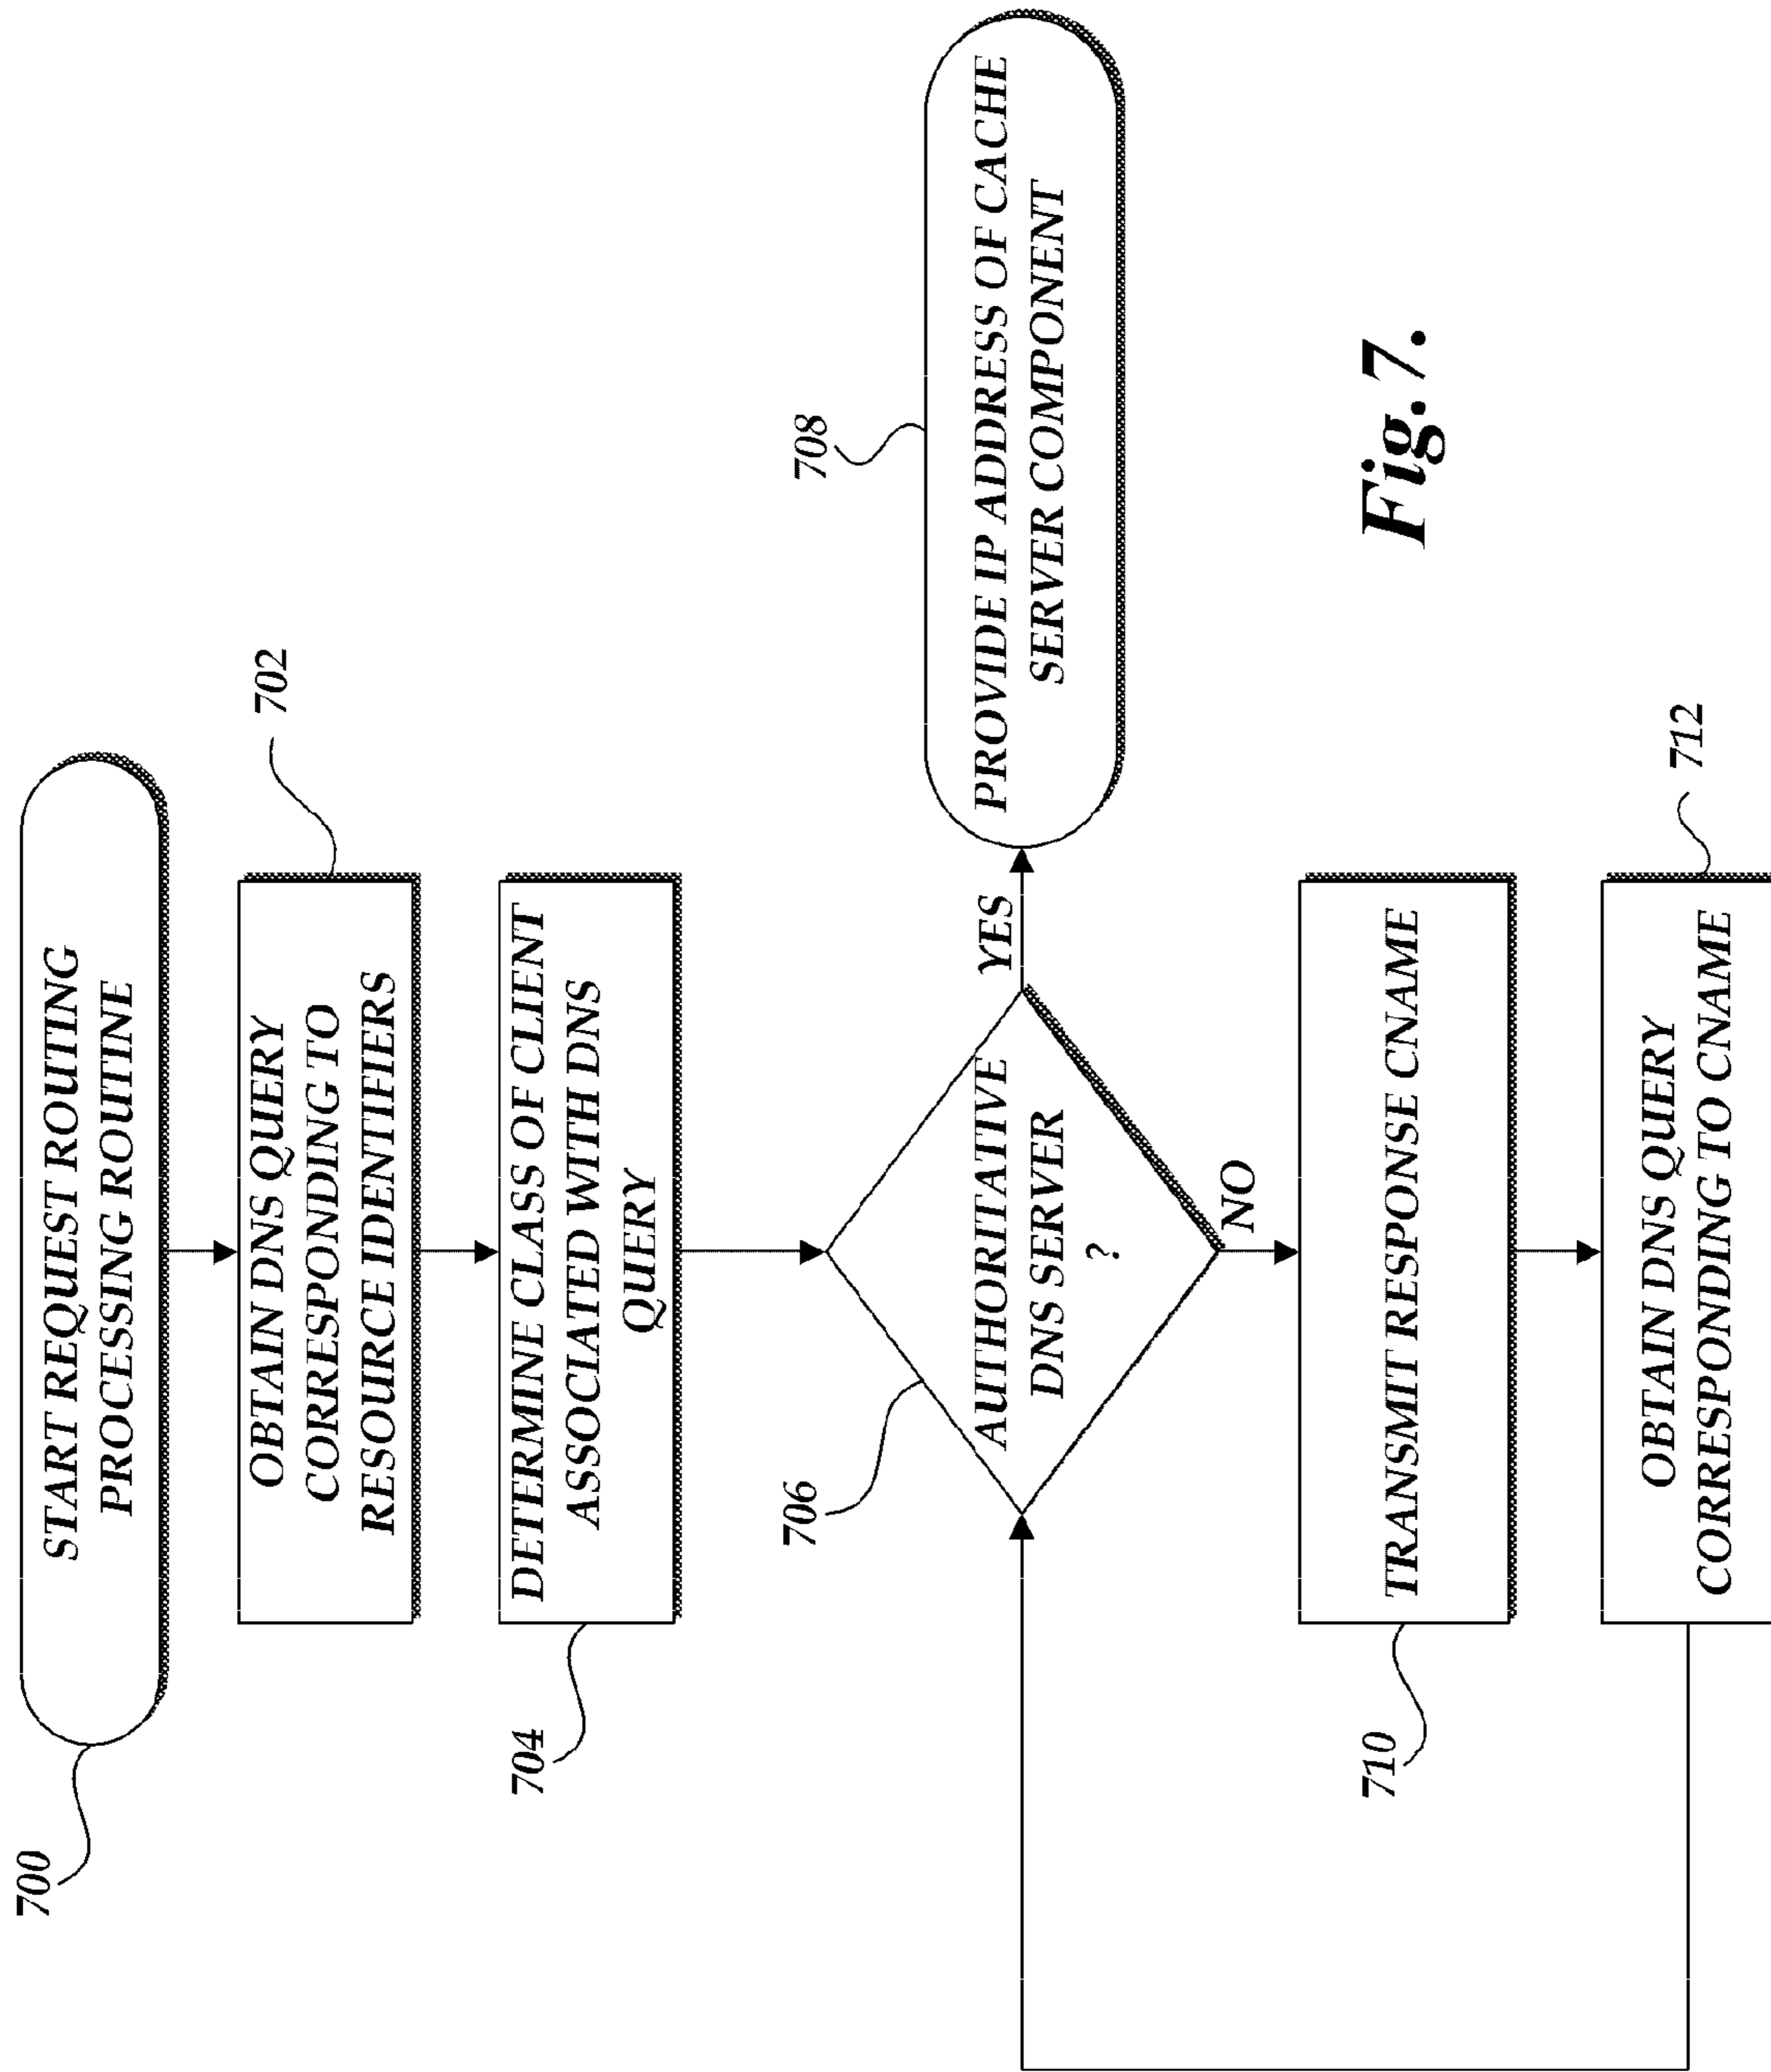 700
START REQUEST ROUTING
PROCESSING ROUTINE
702
OBTAIN DNS QUERY
CORRESPONDING TO
RESOURCE IDENTIFIERS
704
DETERMINE CLASS OF CLIENT
ASSOCIATED WITH DNS
QUERY
706
AUTHORITATIVE
DNS SERVER
?
YES
708
PROVIDE IP ADDRESS OF CACHE
SERVER COMPONENT
NO
710
TRANSMIT RESPONSE CNAME
712
OBTAIN DNS QUERY
CORRESPONDING TO CNAME
Fig.7.